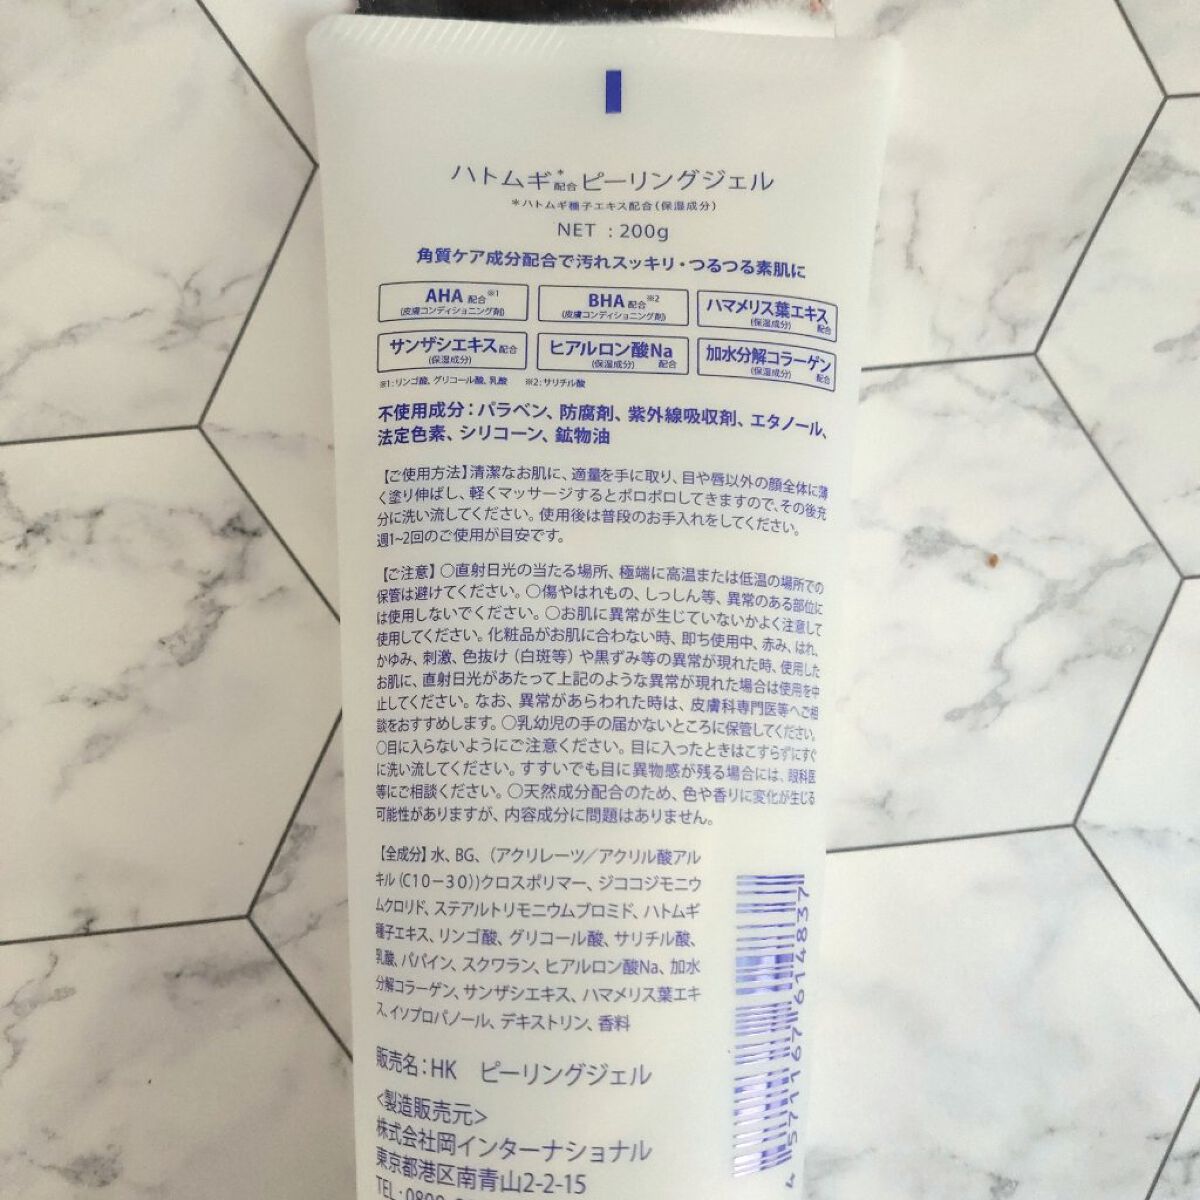 ハトムギ*配合ピーリングジェル
*ハトムギ種子エキス配合(保湿成分)
NET : 200g
角質ケア成分配合で汚れスッキリ・つるつる素肌に
AHA 配合※1
(皮膚コンディショニング剤)
BHA 配合※2
(皮膚コンディショニング剤)
ハマメリス葉エキス
(保湿成分) 配合
サンザシエキス配合
(保湿成分)
ヒアルロン酸Na
(保湿成分) 配合
加水分解コラーゲン
(保湿成分) 配合
※1:リンゴ酸、グリコール酸、乳酸 ※2:サリチル酸
不使用成分:パラベン、防腐剤、紫外線吸収剤、エタノール、
法定色素、シリコーン、鉱物油
【ご使用方法】清潔なお肌に、適量を手に取り、目や唇以外の顔全体に薄
く塗り伸ばし、軽くマッサージするとポロポロしてきますので、その後充
分に洗い流してください。使用後は普段のお手入れをしてください。
週1~2回のご使用が目安です。
【ご注意】○直射日光の当たる場所、極端に高温または低温の場所での
保管は避けてください。○傷やはれもの、しっしん等、異常のある部位に
は使用しないでください。○お肌に異常が生じていないかよく注意して
使用してください。化粧品がお肌に合わない時、即ち使用中、赤み、はれ、
かゆみ、刺激、色抜け(白斑等)や黒ずみ等の異常が現れた時、使用した
お肌に、直射日光があたって上記のような異常が現れた場合は使用を中
止してください。なお、異常があらわれた時は、皮膚科専門医等へご相
談をおすすめします。○乳幼児の手の届かないところに保管してください。
○目に入らないようにご注意ください。目に入ったときはこすらずにすぐ
に洗い流してください。すすいでも目に異物感が残る場合には、眼科医
等にご相談ください。○天然成分配合のため、色や香りに変化が生じる
可能性がありますが、内容成分に問題はありません。
【全成分】水、BG、(アクリレーツ/アクリル酸アル
キル(C10-30))クロスポリマー、ジココジモニウ
ムクロリド、ステアルトリモニウムブロミド、ハトムギ
種子エキス、リンゴ酸、グリコール酸、サリチル酸、
乳酸、パパイン、スクワラン、ヒアルロン酸Na、加水
分解コラーゲン、サンザシエキス、ハマメリス葉エキ
ス、イソプロパノール、デキストリン、香料
販売名:HK ピーリングジェル
<製造販売元>
株式会社岡インターナショナル
東京都港区南青山2-2-15
TEL:0800-
4571167614837